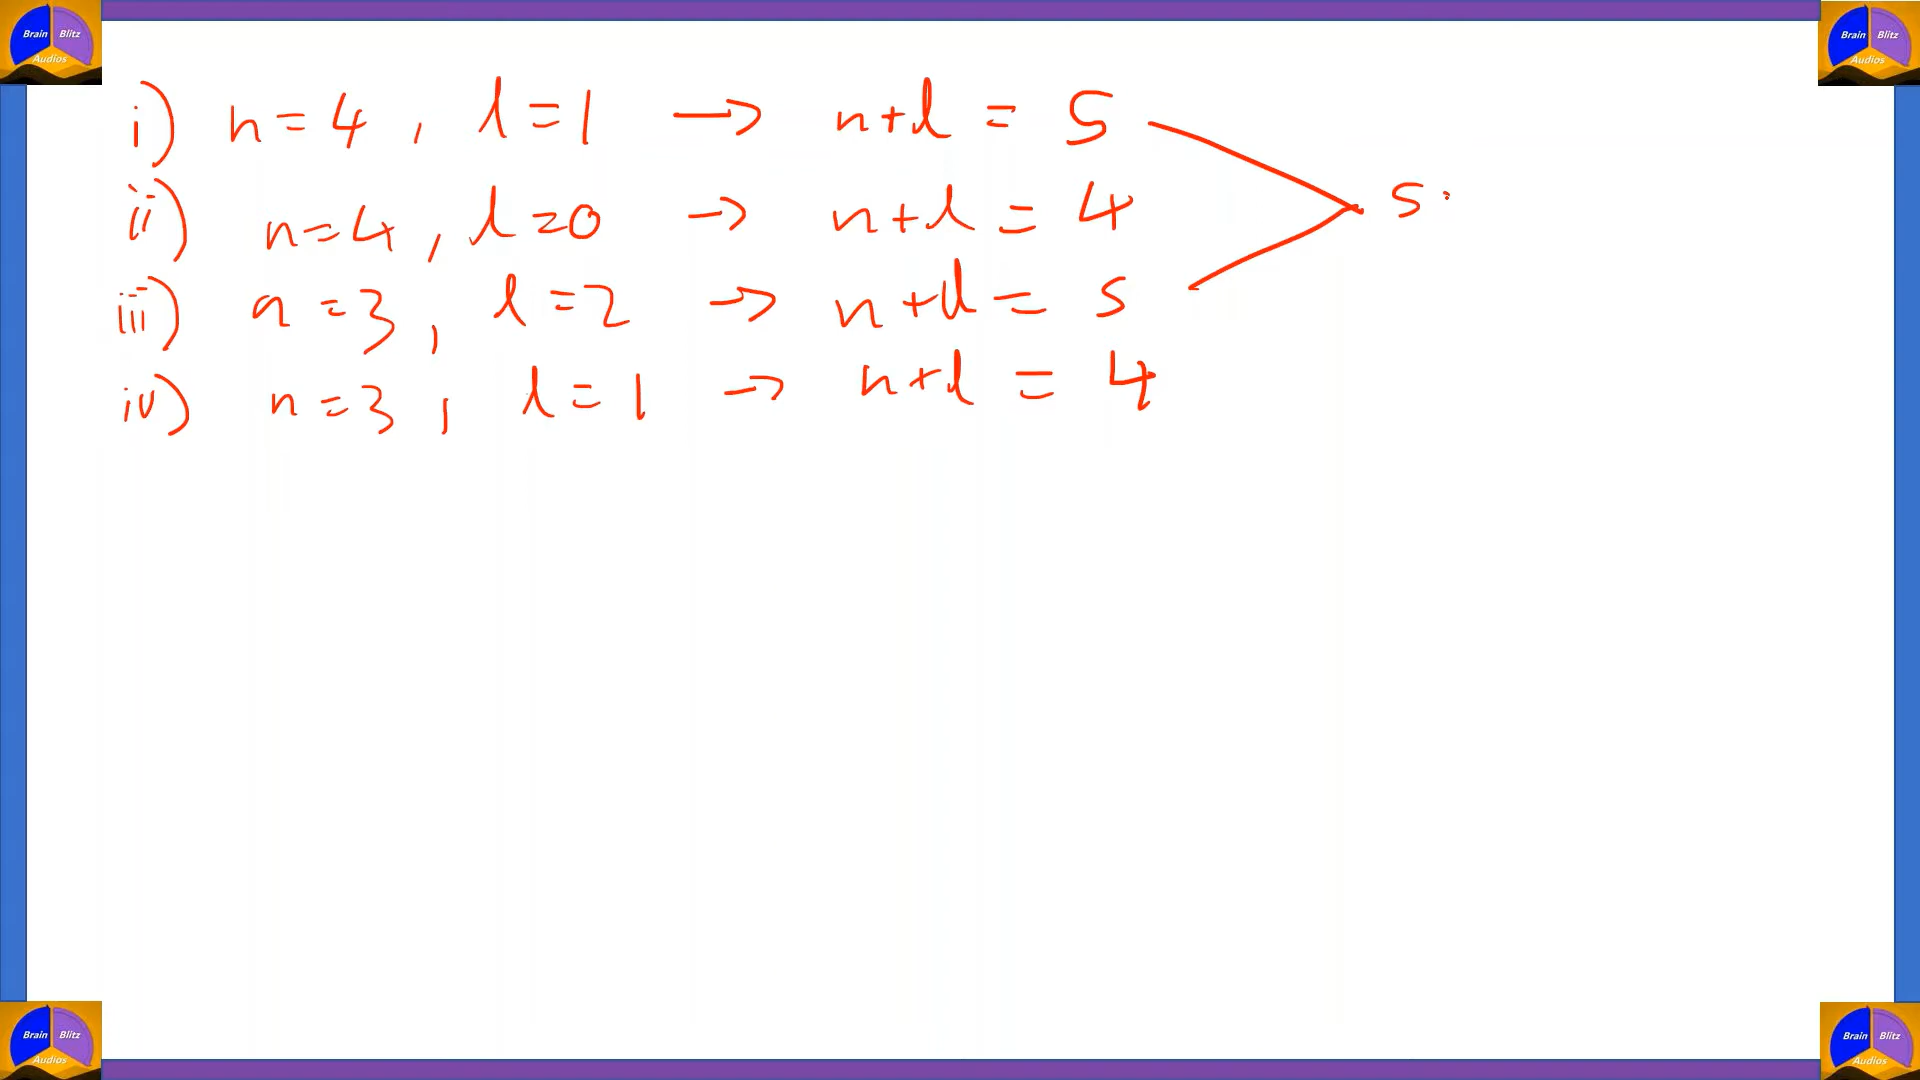 Brain Blitz Audios
Brain Blitz Audios
i) n = 4 , l = 1 → n+l = 5
5 .
ii) n=4 , l=0 → n+l = 4
iii) n =3 , l =2 → n+l = 5
iv) n =3 , l = 1 → n+l = 4
Brain Blitz Audios
Brain Blitz Audios